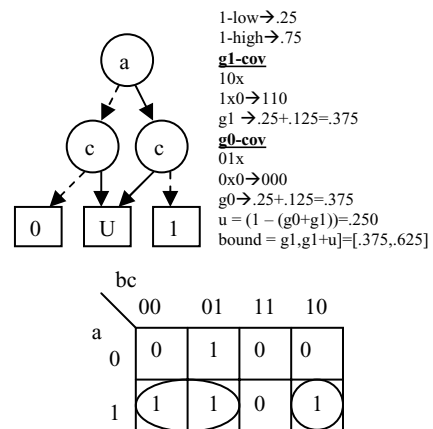 1-low→.25
1-high→.75
g1-cov
10x
1x0→110
g1 →.25+.125=.375
g0-cov
01x
0x0→000
g0→.25+.125=.375
u = (1 – (g0+g1))=.250
bound = g1,g1+u]=[.375,.625]
a
c c
0 U 1
bc
00 01 11 10
a
0 0 1 0 0
1 1 1 0 1